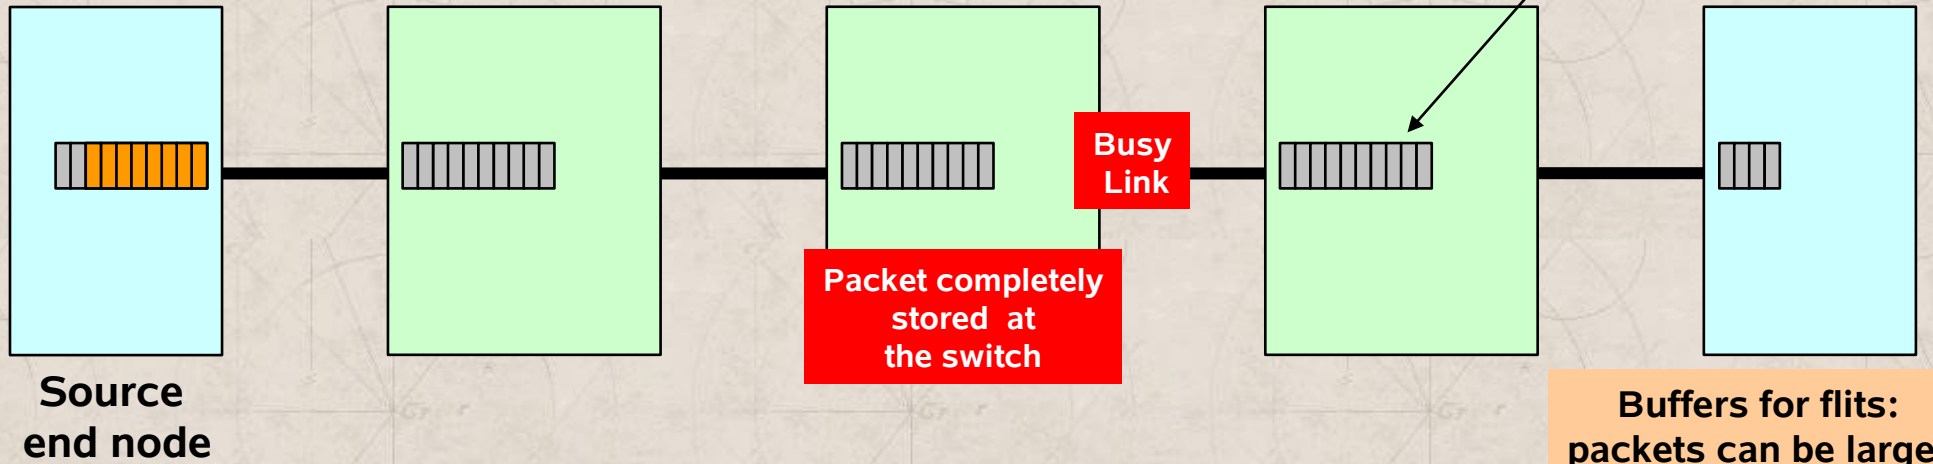 Busy
Link
Packet completely
stored at
the switch
Source
end node
Buffers for flits:
packets can be large